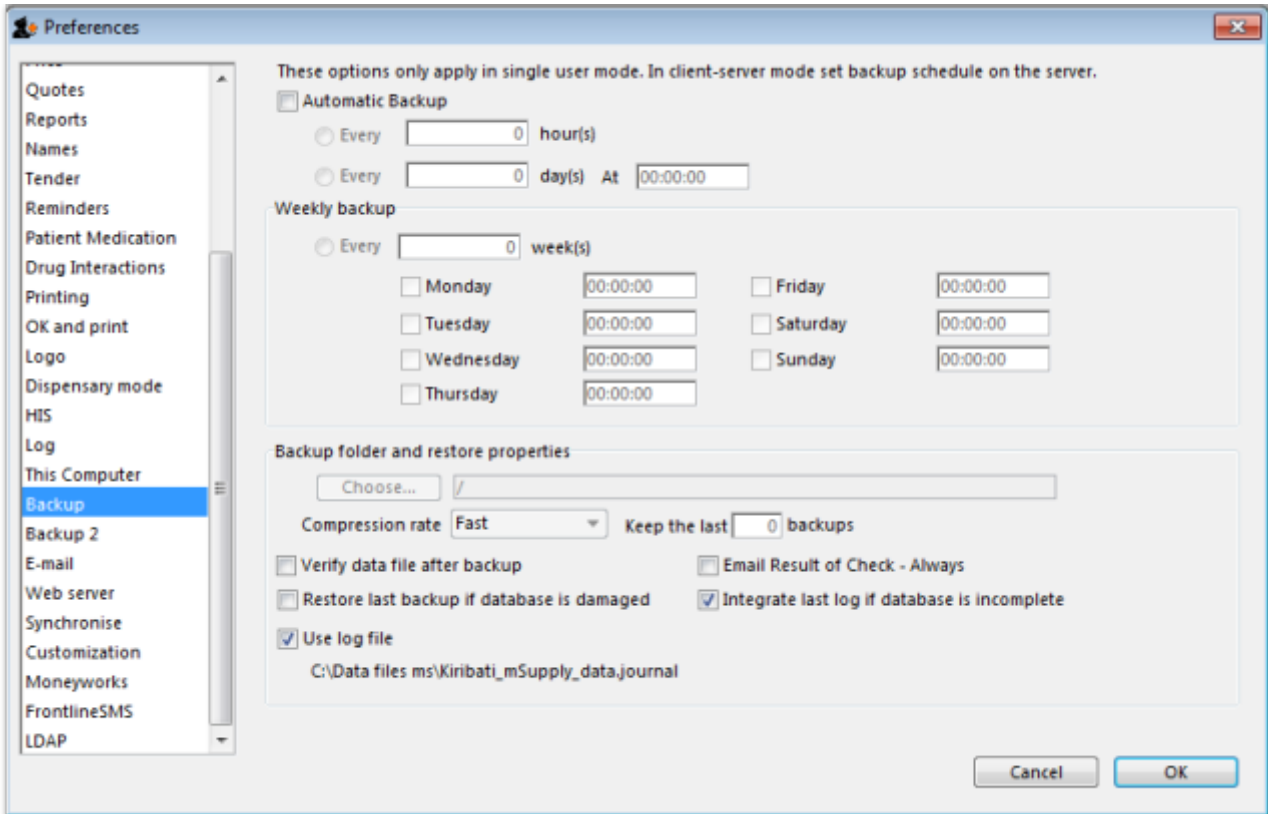 Preferences
Quotes
Reports
Names
Tender
Reminders
Patient Medication
Drug Interactions
Printing
OK and print
Logo
Dispensary mode
HIS
Log
This Computer
Backup
Backup 2
E-mail
Web server
Synchronise
Customization
Moneyworks
FrontlineSMS
LDAP
These options only apply in single user mode. In client-server mode set backup schedule on the server.
Automatic Backup
Every 0 hour(s)
Every 0 day(s) At 00:00:00
Weekly backup
Every 0 week(s)
Monday 00:00:00 Friday 00:00:00
Tuesday 00:00:00 Saturday 00:00:00
Wednesday 00:00:00 Sunday 00:00:00
Thursday 00:00:00
Backup folder and restore properties
Choose... /
Compression rate Fast Keep the last 0 backups
Verify data file after backup Email Result of Check - Always
Restore last backup if database is damaged Integrate last log if database is incomplete
Use log file
C:\Data files ms\Kiribati_mSupply_data.journal
Cancel OK